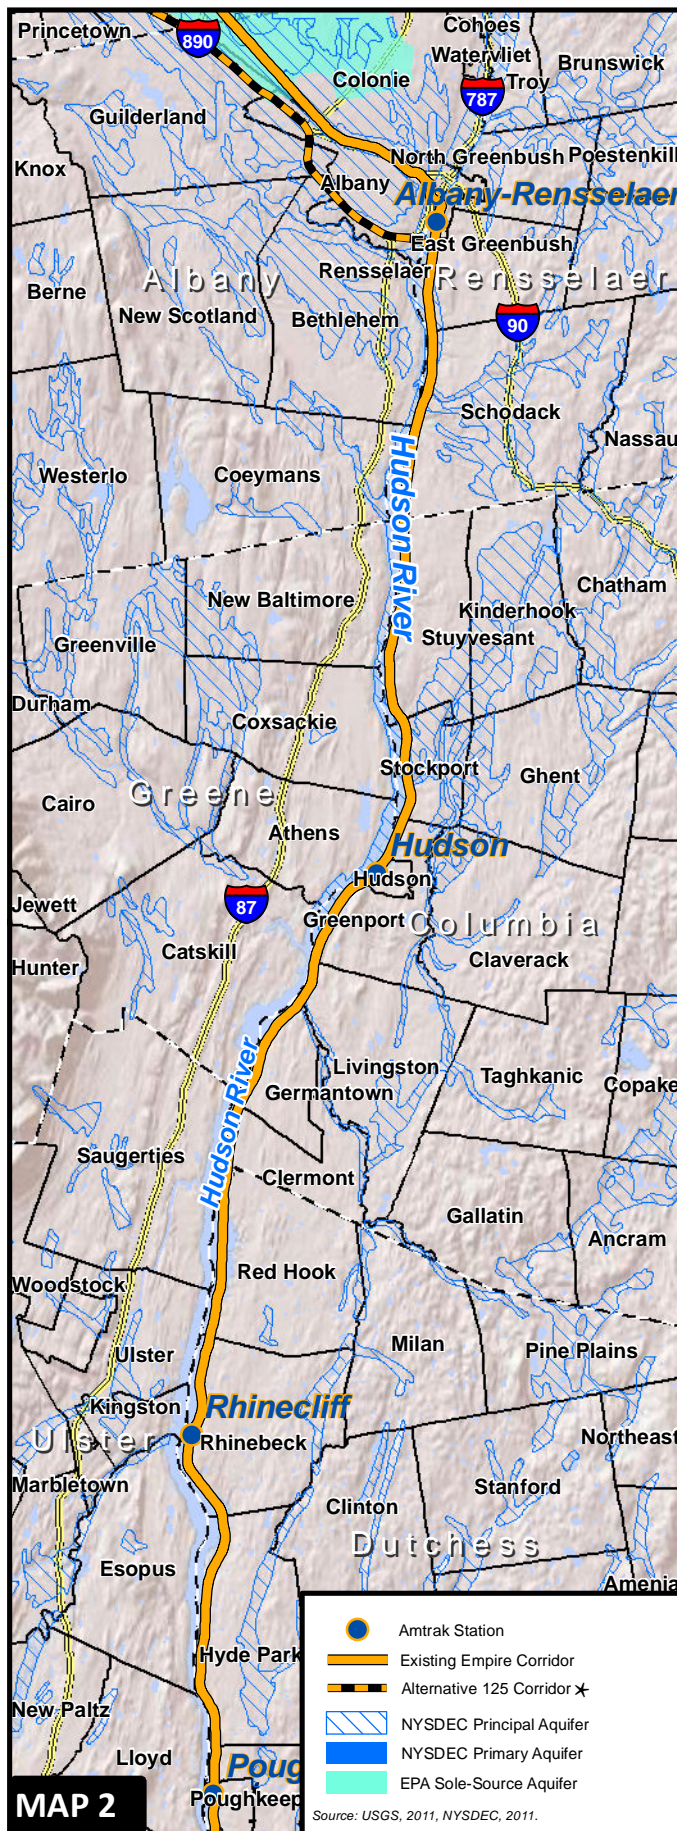 Princetown
Cohoes
890
Watervliet
Brunswick
Colonie
Troy
787
Guilderland
North Greenbush
Poestenkill
Knox
Albany
Albany-Rensselaer
East Greenbush
Rensselaer
Albany
Rensselaer
Berne
New Scotland
Bethlehem
90
Schodack
Nassau
Hudson River
Westerlo
Coeymans
New Baltimore
Chatham
Kinderhook
Stuyvesant
Greenville
Durham
Coxsackie
Stockport
Ghent
Greene
Cairo
Athens
Hudson
Hudson
Jewett
87
Greenport
Columbia
Catskill
Claverack
Hunter
Hudson River
Livingston
Taghkanic
Copake
Germantown
Saugerties
Clermont
Gallatin
Ancram
Red Hook
Woodstock
Milan
Pine Plains
Ulster
Kingston
Rhinecliff
Ulster
Rhinebeck
Northeast
Marbletown
Stanford
Clinton
Dutchess
Esopus
Amenia
Hyde Park
New Paltz
Lloyd
Poug
Poughkeep
MAP 2
Amtrak Station
Existing Empire Corridor
Alternative 125 Corridor *
NYSDEC Principal Aquifer
NYSDEC Primary Aquifer
EPA Sole-Source Aquifer
Source: USGS, 2011, NYSDEC, 2011.